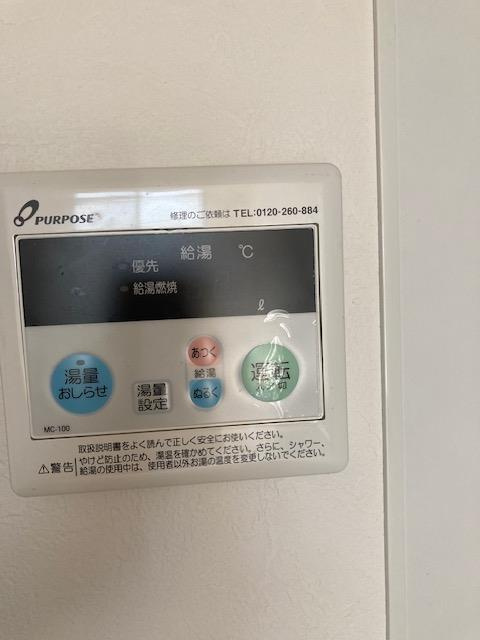 PURPOSE
修理のご依頼は TEL:0120-260-884
給湯 ℃
優先
給湯燃焼
ℓ
湯量
おしらせ
湯量
設定
あつく
給湯
ぬるく
運転
入/切
MC-100
取扱説明書をよく読んで正しく安全にお使いください。
⚠警告 やけど防止のため、湯温を確かめてください。さらに、シャワー、
給湯の使用中は、使用者以外お湯の温度を変更しないでください。